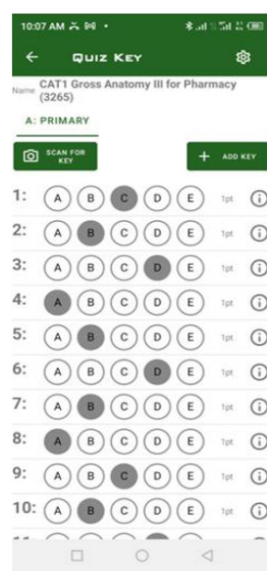 10:07 AM
QUIZ KEY
Name CAT1 Gross Anatomy III for Pharmacy
(3265)
A: PRIMARY
SCAN FOR
KEY
+ ADD KEY
1: A B C D E 1pt
2: A B C D E 1pt
3: A B C D E 1pt
4: A B C D E 1pt
5: A B C D E 1pt
6: A B C D E 1pt
7: A B C D E 1pt
8: A B C D E 1pt
9: A B C D E 1pt
10: A B C D E 1pt